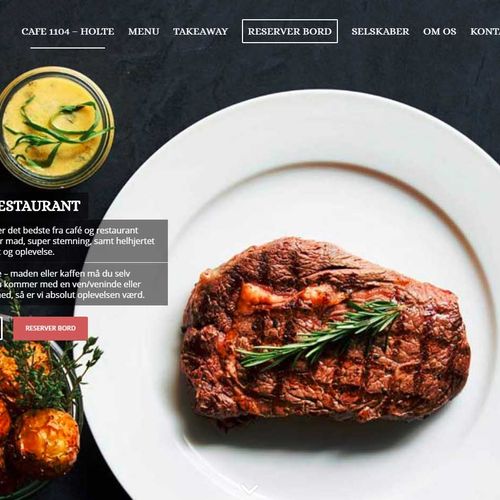 CAFE 1104 – HOLTE MENU TAKEAWAY RESERVER BORD SELSKABER OM OS
ESTAURANT
er det bedste fra café og restaurant
r mad, super stemning, samt helhjertet
og oplevelse.
e – maden eller kaffen må du selv
kommer med en ven/veninde eller
ned, så er vi absolut oplevelsen værd.
RESERVER BORD